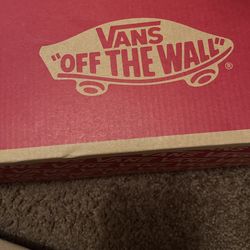 VANS
"OFF THE WALL"
®